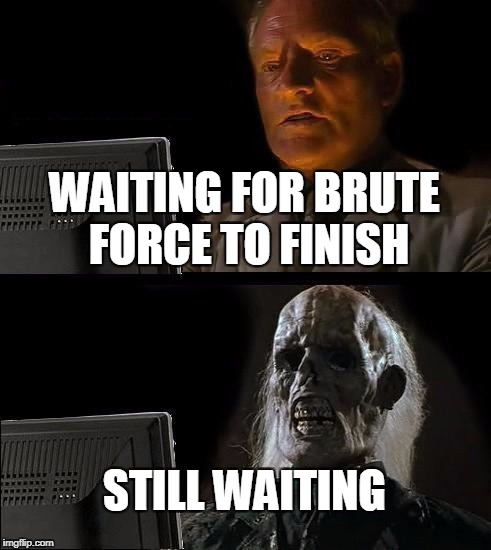 WAITING FOR BRUTE
FORCE TO FINISH
STILL WAITING
imgflip.com